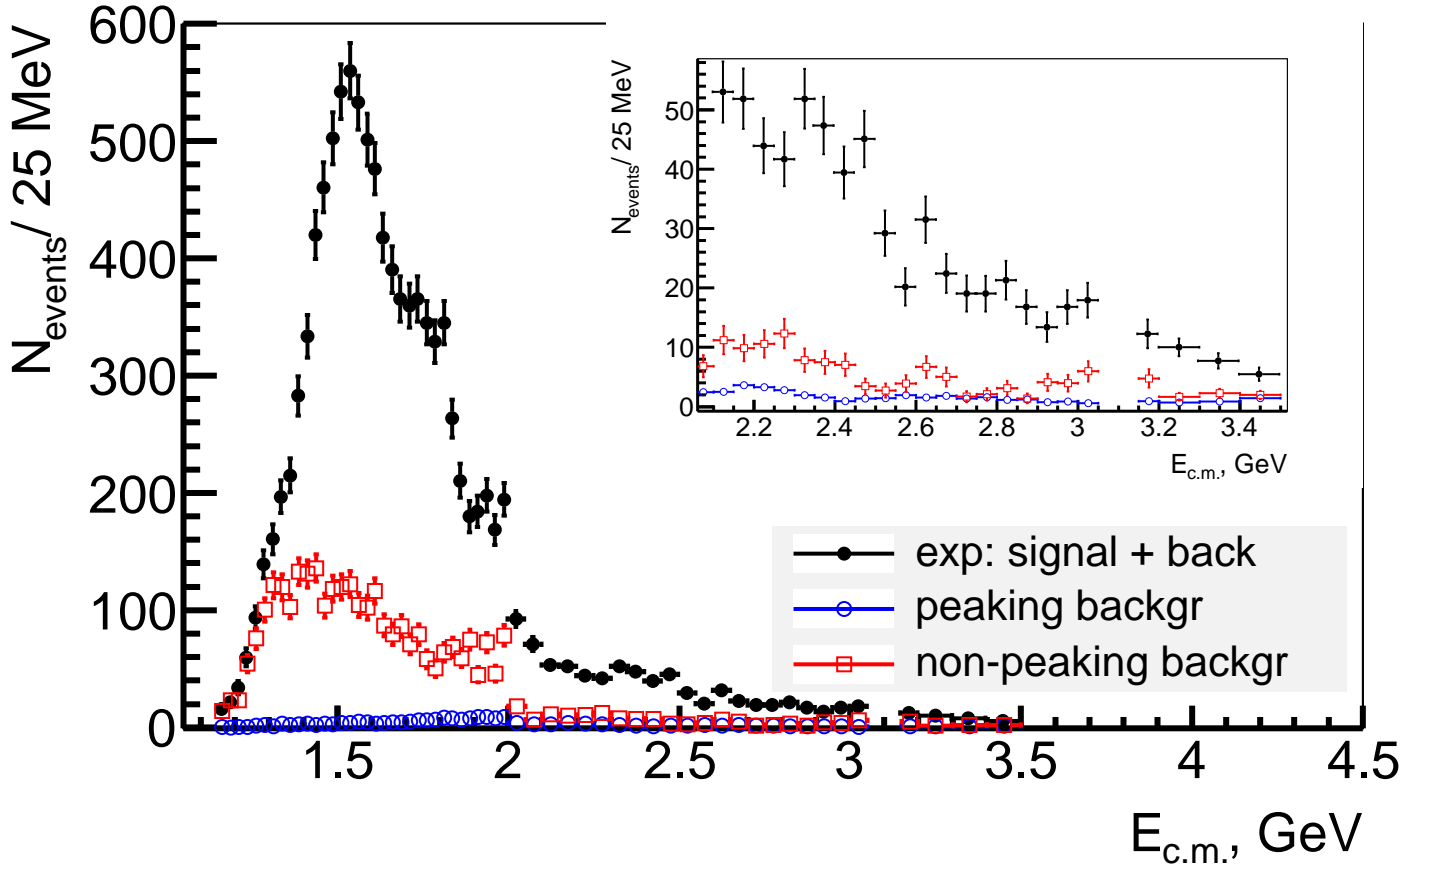 N_events/ 25 MeV
600
500
400
300
200
100
0
1.5 2 2.5 3 3.5 4 4.5
E_c.m., GeV
N_events/ 25 MeV
50
40
30
20
10
0
2.2 2.4 2.6 2.8 3 3.2 3.4
E_c.m., GeV
exp: signal + back
peaking backgr
non-peaking backgr